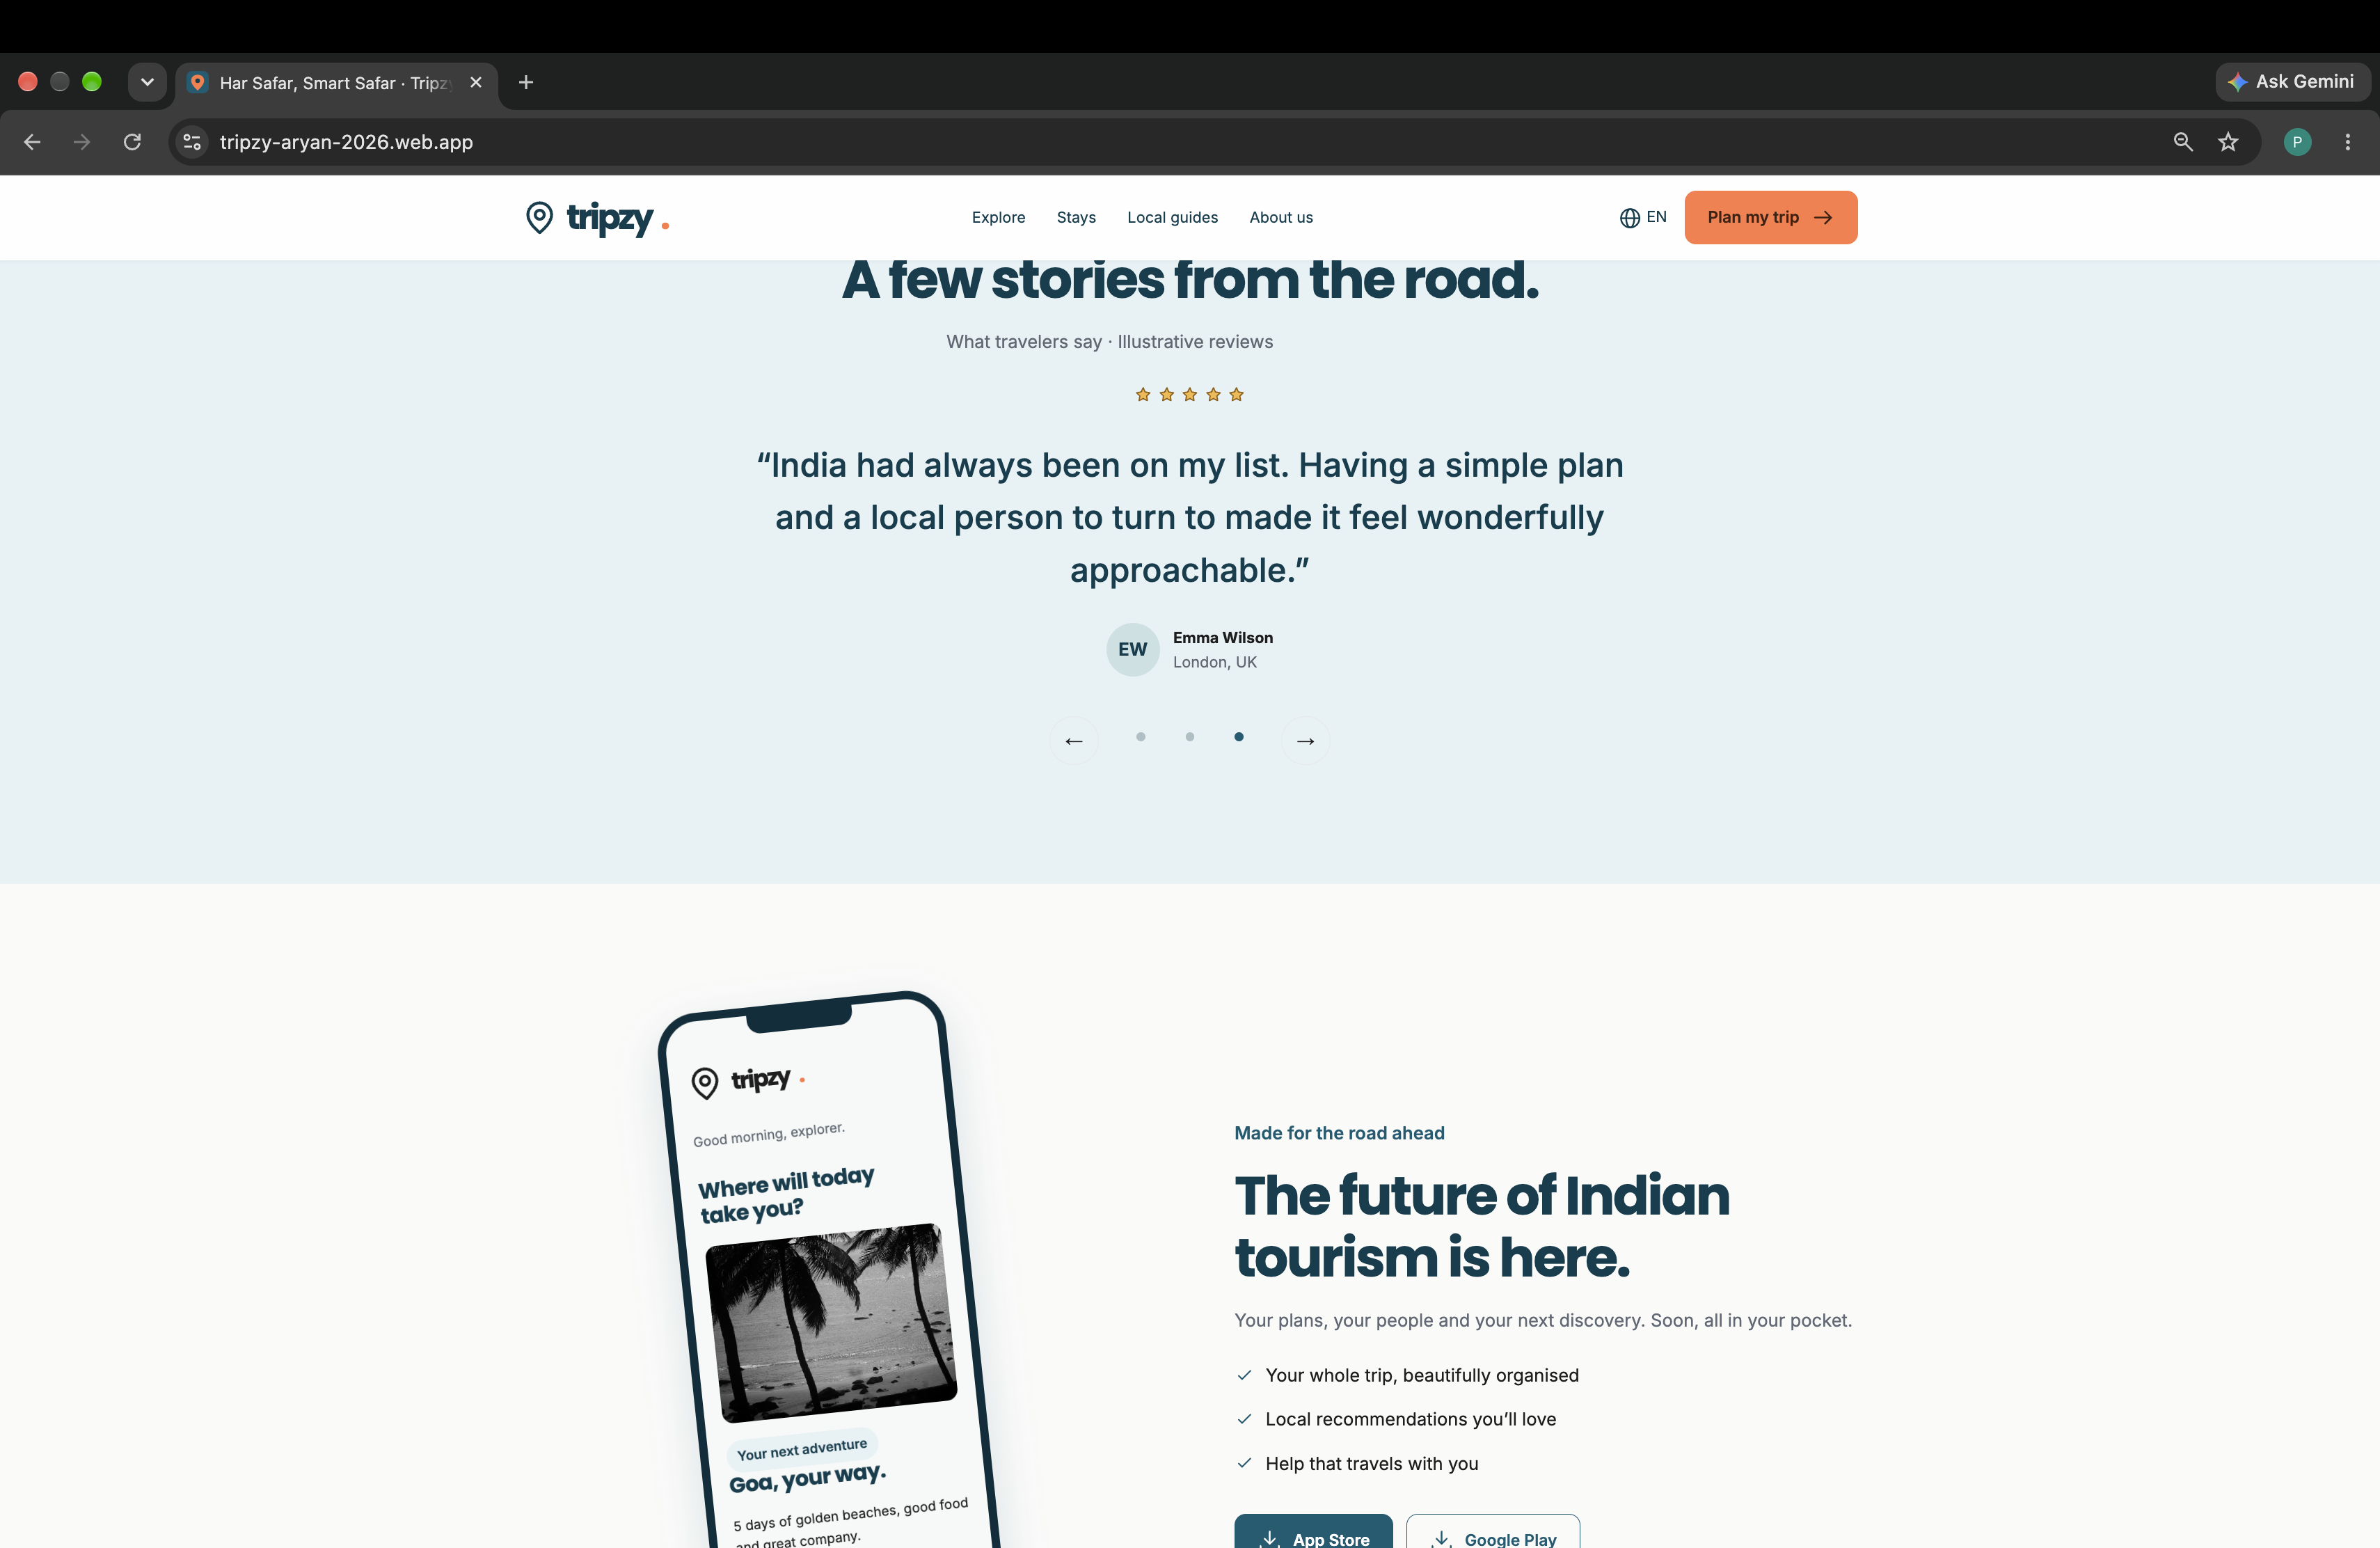 Har Safar, Smart Safar · Tripzy
Ask Gemini
tripzy-aryan-2026.web.app
P
tripzy.
Explore
Stays
Local guides
About us
EN
Plan my trip →
A few stories from the road.
What travelers say · Illustrative reviews
“India had always been on my list. Having a simple plan
and a local person to turn to made it feel wonderfully
approachable.”
EW
Emma Wilson
London, UK
← →
tripzy.
Good morning, explorer.
Where will today
take you?
Your next adventure
Goa, your way.
5 days of golden beaches, good food
and great company.
Made for the road ahead
The future of Indian
tourism is here.
Your plans, your people and your next discovery. Soon, all in your pocket.
Your whole trip, beautifully organised
Local recommendations you’ll love
Help that travels with you
App Store
Google Play